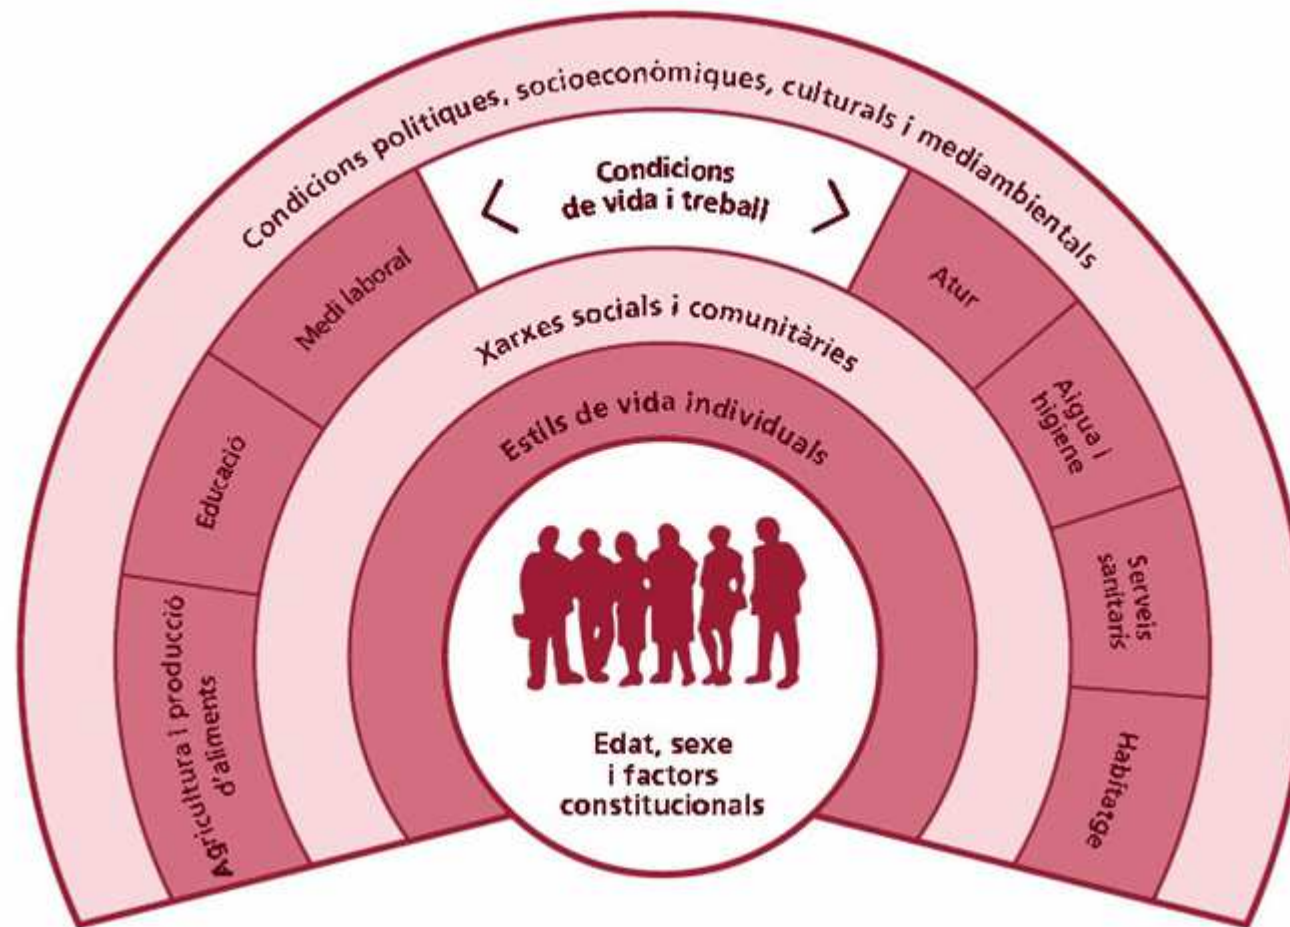 Condicions polítiques, socioeconòmiques, culturals i mediambientals
Condicions
de vida i treball
Agricultura i producció
d'aliments
Educació
Medi laboral
Atur
Aigua i
higiene
Serveis
sanitaris
Habitatge
Xarxes socials i comunitàries
Estils de vida individuals
Edat, sexe
i factors
constitucionals